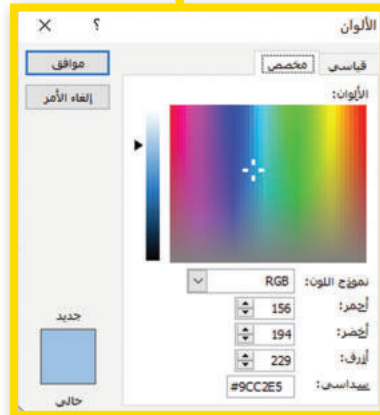 الألوان ؟ ×
قياسي مخصص
موافق
إلغاء الأمر
الألوان:
نموذج اللون: RGB
أحمر: 156
أخضر: 194
أزرق: 229
سداسي: #9CC2E5
جديد
حالي